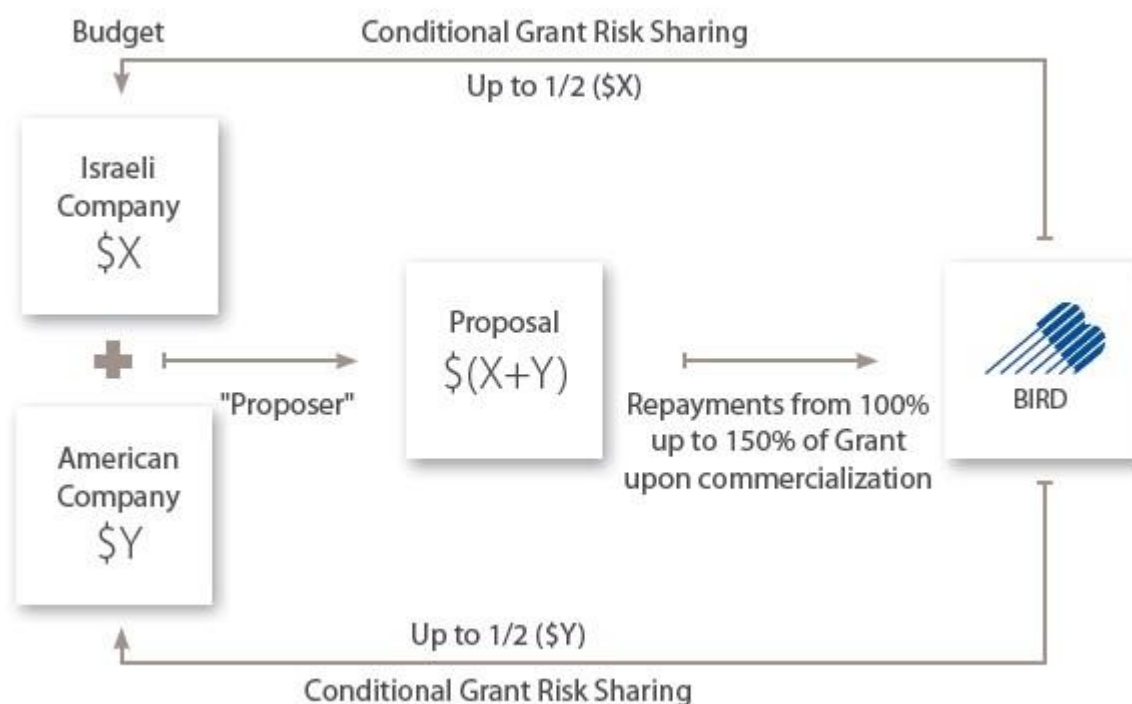 Budget
Conditional Grant Risk Sharing
Up to 1/2 ($X)
Israeli
Company
$X
"Proposer"
American
Company
$Y
Proposal
$(X+Y)
Repayments from 100%
up to 150% of Grant
upon commercialization
BIRD
Up to 1/2 ($Y)
Conditional Grant Risk Sharing